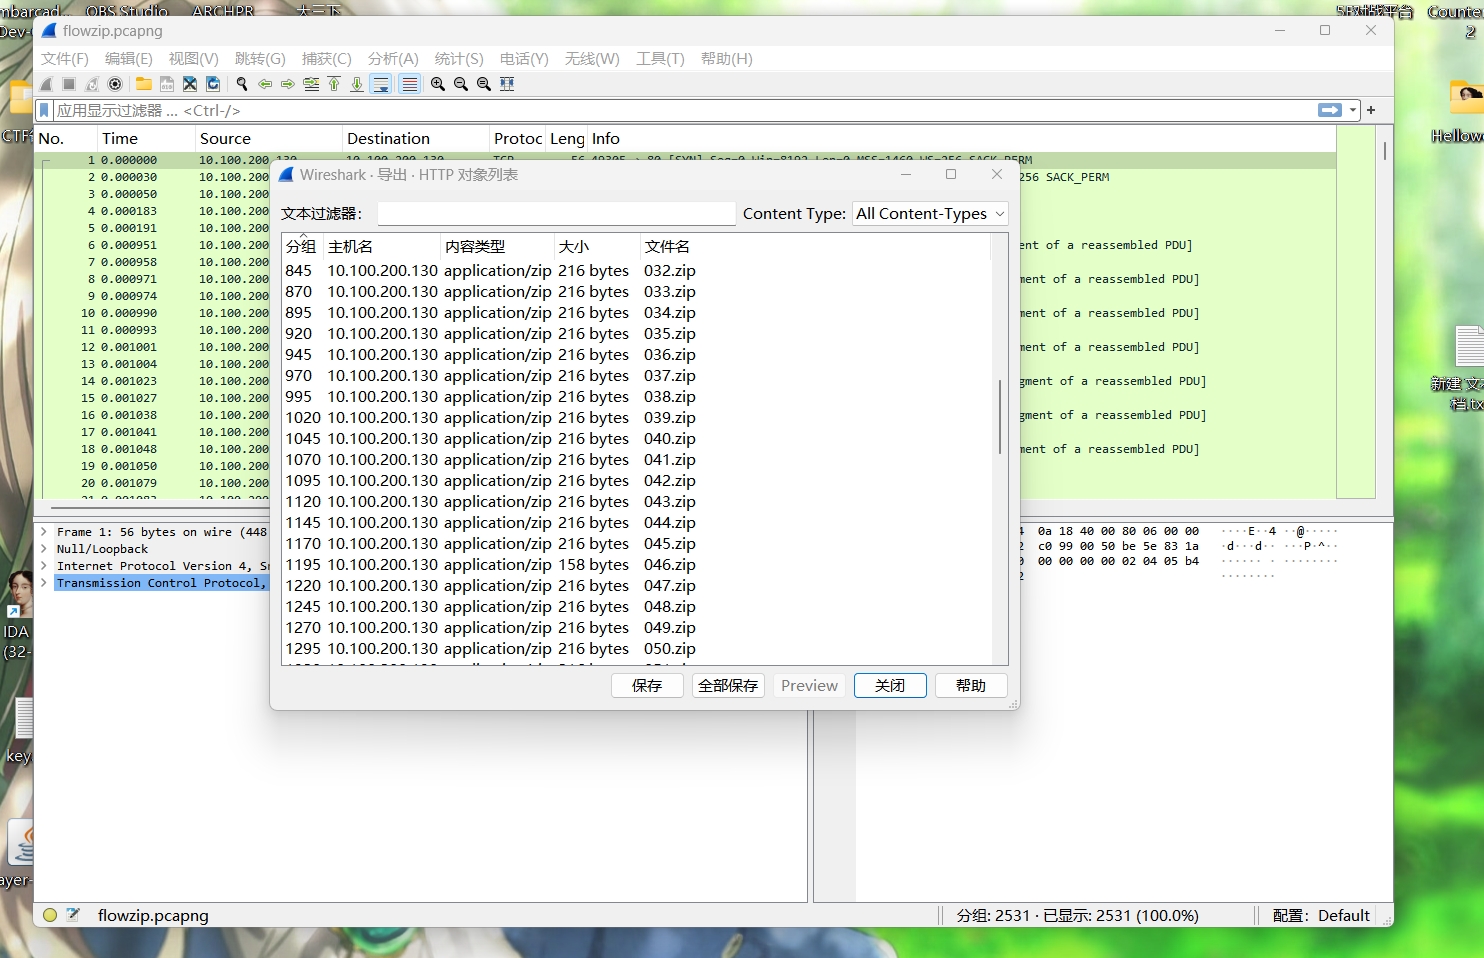 OBS Studio
ARCHPR
大三下
5E对战平台
Counter
2
Dev-
flowzip.pcapng
文件(F) 编辑(E) 视图(V) 跳转(G) 捕获(C) 分析(A) 统计(S) 电话(Y) 无线(W) 工具(T) 帮助(H)
应用显示过滤器 … <Ctrl-/>
No. Time Source Destination Protoc Leng Info
1 0.000000 10.100.200.130 10.100.200.130 TCP 56 49305 → 80 [SYN] Seq=0 Win=8192 Len=0 MSS=1460 WS=256 SACK_PERM
2 0.000030 10.100.200 256 SACK_PERM
3 0.000050 10.100.200
4 0.000183 10.100.200
5 0.000191 10.100.200
6 0.000951 10.100.200 ent of a reassembled PDU]
7 0.000958 10.100.200
8 0.000971 10.100.200 ment of a reassembled PDU]
9 0.000974 10.100.200
10 0.000990 10.100.200 ment of a reassembled PDU]
11 0.000993 10.100.200
12 0.001001 10.100.200 ment of a reassembled PDU]
13 0.001004 10.100.200
14 0.001023 10.100.200 gment of a reassembled PDU]
15 0.001027 10.100.200
16 0.001038 10.100.200 gment of a reassembled PDU]
17 0.001041 10.100.200
18 0.001048 10.100.200 ment of a reassembled PDU]
19 0.001050 10.100.200
20 0.001079 10.100.200
21 0.001083 10.100.200
Wireshark · 导出 · HTTP 对象列表
文本过滤器： Content Type: All Content-Types
分组 主机名 内容类型 大小 文件名
845 10.100.200.130 application/zip 216 bytes 032.zip
870 10.100.200.130 application/zip 216 bytes 033.zip
895 10.100.200.130 application/zip 216 bytes 034.zip
920 10.100.200.130 application/zip 216 bytes 035.zip
945 10.100.200.130 application/zip 216 bytes 036.zip
970 10.100.200.130 application/zip 216 bytes 037.zip
995 10.100.200.130 application/zip 216 bytes 038.zip
1020 10.100.200.130 application/zip 216 bytes 039.zip
1045 10.100.200.130 application/zip 216 bytes 040.zip
1070 10.100.200.130 application/zip 216 bytes 041.zip
1095 10.100.200.130 application/zip 216 bytes 042.zip
1120 10.100.200.130 application/zip 216 bytes 043.zip
1145 10.100.200.130 application/zip 216 bytes 044.zip
1170 10.100.200.130 application/zip 216 bytes 045.zip
1195 10.100.200.130 application/zip 158 bytes 046.zip
1220 10.100.200.130 application/zip 216 bytes 047.zip
1245 10.100.200.130 application/zip 216 bytes 048.zip
1270 10.100.200.130 application/zip 216 bytes 049.zip
1295 10.100.200.130 application/zip 216 bytes 050.zip
保存 全部保存 Preview 关闭 帮助
Frame 1: 56 bytes on wire (448
Null/Loopback
Internet Protocol Version 4, Sr
Transmission Control Protocol,
0a 18 40 00 80 06 00 00 ····E··4 ··@·····
c0 99 00 50 be 5e 83 1a ·d···d·· ···P·^··
00 00 00 00 02 04 05 b4 ······ · ········
2 ········
CTF
Hellow
新建 文本
档.tx
IDA
(32-
key
ayer-
flowzip.pcapng 分组: 2531 · 已显示: 2531 (100.0%) 配置： Default